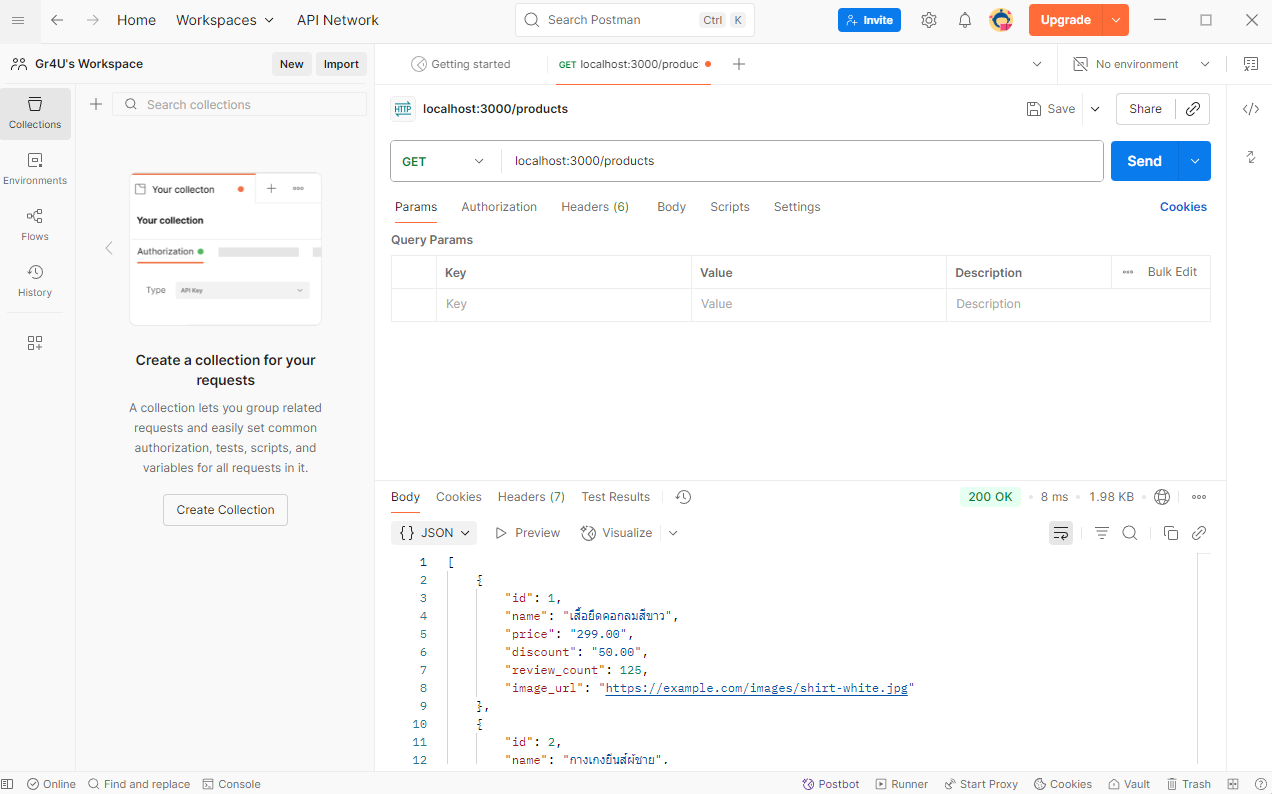 Home Workspaces API Network Search Postman Ctrl K Invite Upgrade
Gr4U's Workspace New Import Getting started GET localhost:3000/produc No environment
Collections
Search collections
localhost:3000/products Save Share
Environments
GET localhost:3000/products Send
Flows
Params Authorization Headers (6) Body Scripts Settings Cookies
History
Query Params
Key Value Description Bulk Edit
Key Value Description
Your collecton
Your collection
Authorization
Type API Key
Create a collection for your
requests
A collection lets you group related
requests and easily set common
authorization, tests, scripts, and
variables for all requests in it.
Create Collection
Body Cookies Headers (7) Test Results 200 OK 8 ms 1.98 KB
{} JSON Preview Visualize
1 [
2 {
3 "id": 1,
4 "name": "เสื้อยืดคอกลมสีขาว",
5 "price": "299.00",
6 "discount": "50.00",
7 "review_count": 125,
8 "image_url": "https://example.com/images/shirt-white.jpg"
9 },
10 {
11 "id": 2,
12 "name": "กางเกงยีนส์ผู้ชาย",
Online Find and replace Console Postbot Runner Start Proxy Cookies Vault Trash